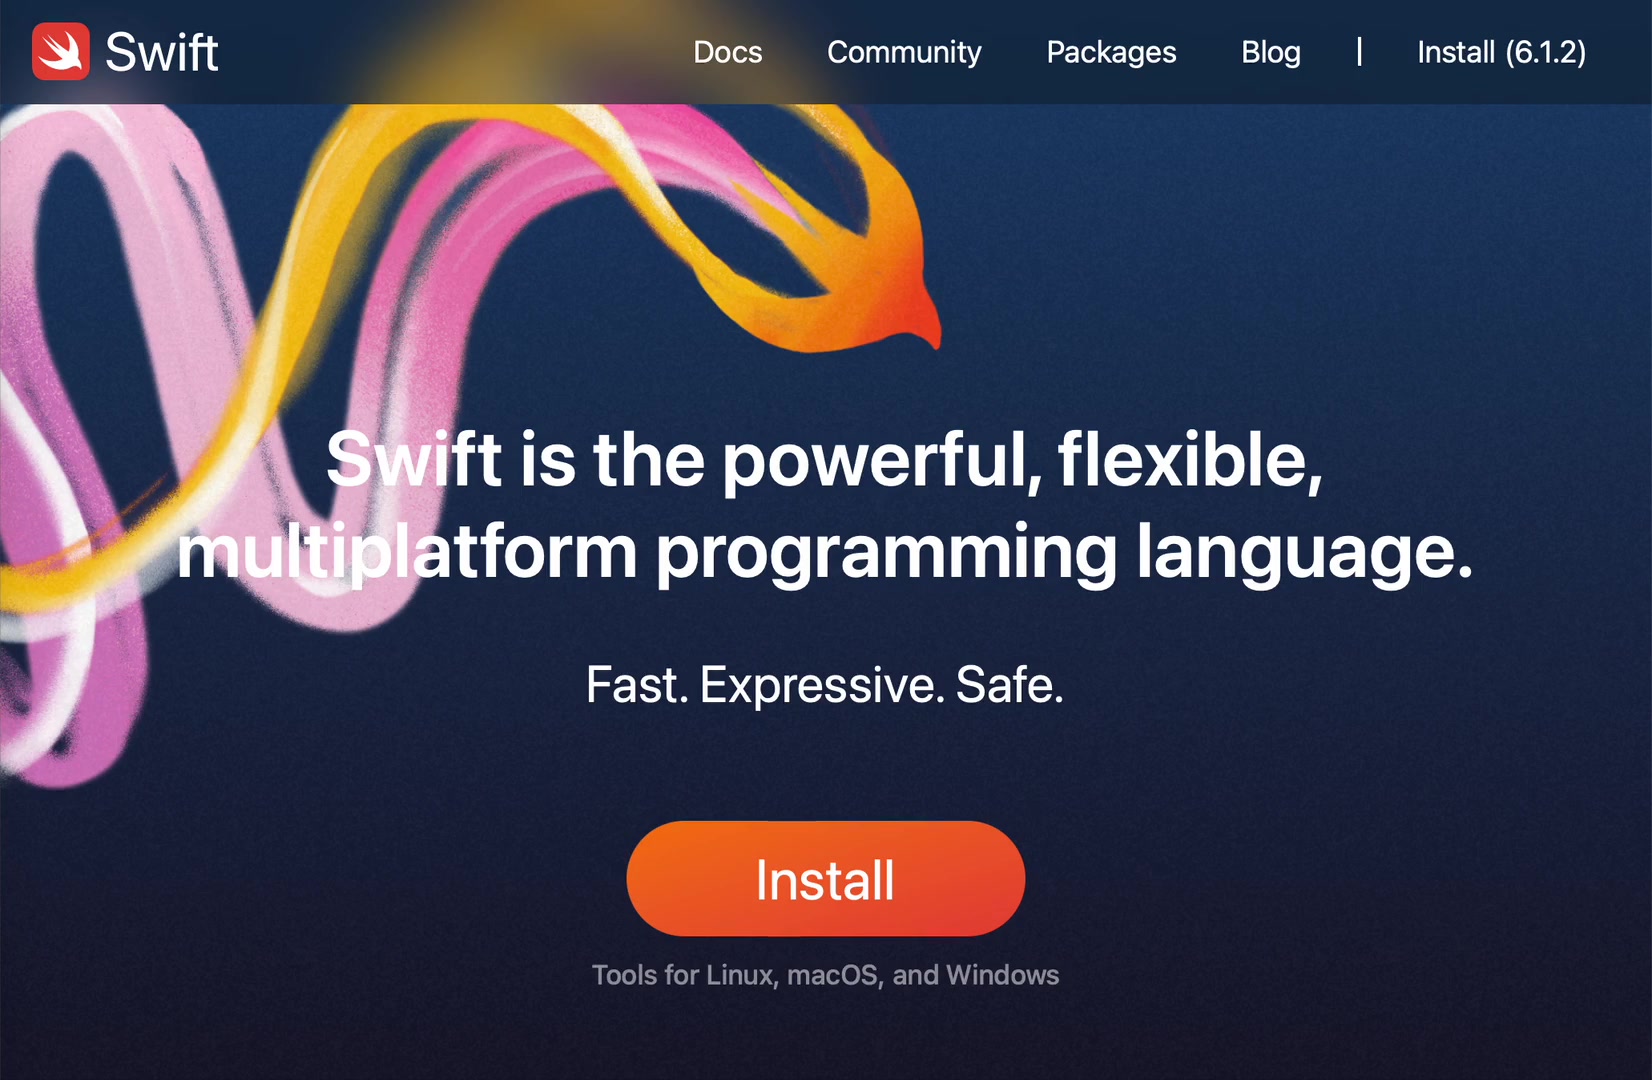 Swift
Docs Community Packages Blog | Install (6.1.2)
Swift is the powerful, flexible,
multiplatform programming language.
Fast. Expressive. Safe.
Install
Tools for Linux, macOS, and Windows